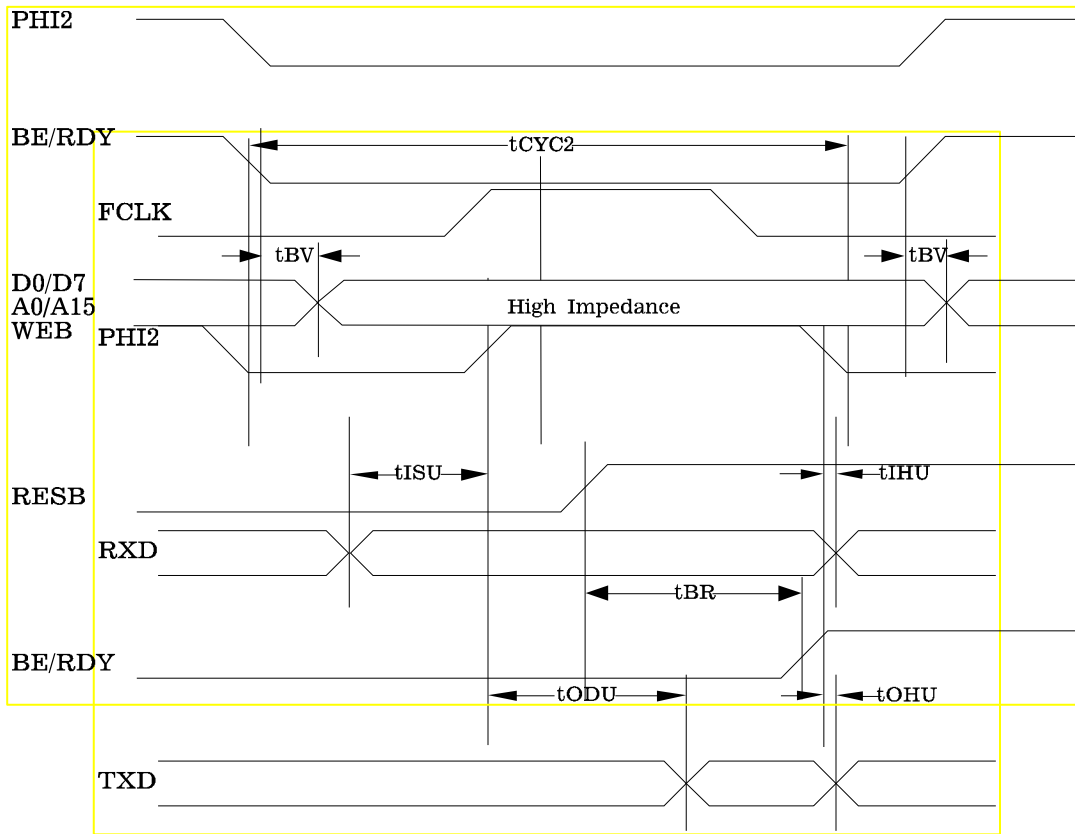 PHI2
BE/RDY
tCYC2
FCLK
tBV
tBV
D0/D7
A0/A15
High Impedance
WEB
PHI2
tISU
tIHU
RESB
RXD
tBR
BE/RDY
tODU
tOHU
TXD